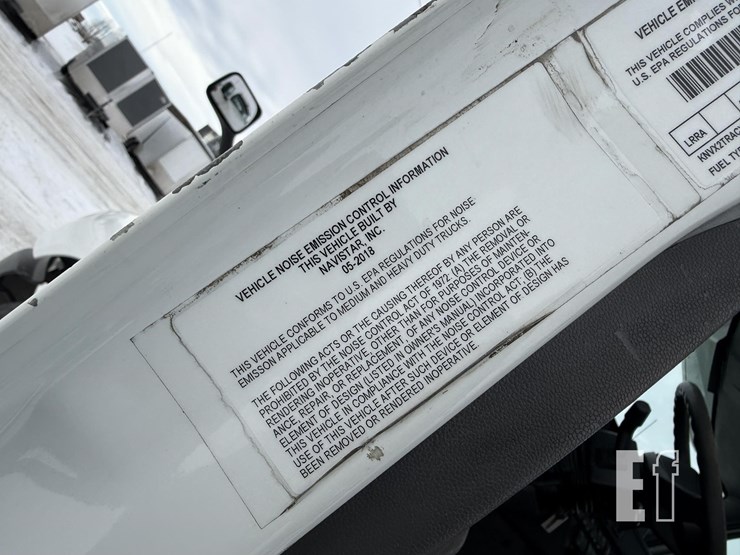 VEHICLE NOISE EMISSION CONTROL INFORMATION
THIS VEHICLE BUILT BY
NAVISTAR, INC.
05-2018
THIS VEHICLE CONFORMS TO U.S. EPA REGULATIONS FOR NOISE
EMISSON APPLICABLE TO MEDIUM AND HEAVY DUTY TRUCKS.
THE FOLLOWING ACTS OR THE CAUSING THEREOF BY ANY PERSON ARE
PROHIBITED BY THE NOISE CONTROL ACT OF 1972: (A) THE REMOVAL OR
RENDERING INOPERATIVE OTHER THAN FOR PURPOSES OF MAINTEN-
ANCE, REPAIR, OR REPLACEMENT OF ANY NOISE CONTROL DEVICE OR
ELEMENT OF DESIGN (LISTED IN OWNERS MANUAL) INCORPORATED INTO
THIS VEHICLE IN COMPLIANCE WITH THE NOISE CONTROL ACT, (B) THE
USE OF THIS VEHICLE AFTER SUCH DEVICE OR ELEMENT OF DESIGN HAS
BEEN REMOVED OR RENDERED INOPERATIVE.
VEHICLE EMI
THIS VEHICLE COMPLIES W
U.S. EPA REGULATIONS FO
LRRA
KNVX2TRAC
FUEL TYP
Ef